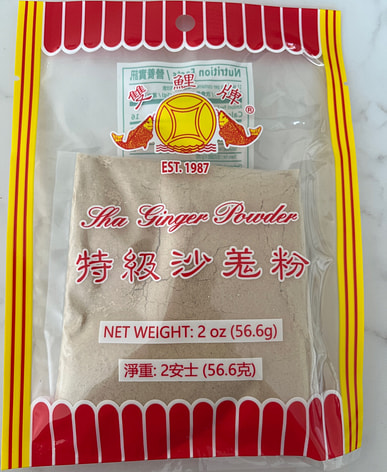 雙鯉牌®
EST. 1987
Sha Ginger Powder
特級沙羗粉
NET WEIGHT: 2 oz (56.6g)
淨重: 2安士 (56.6克)